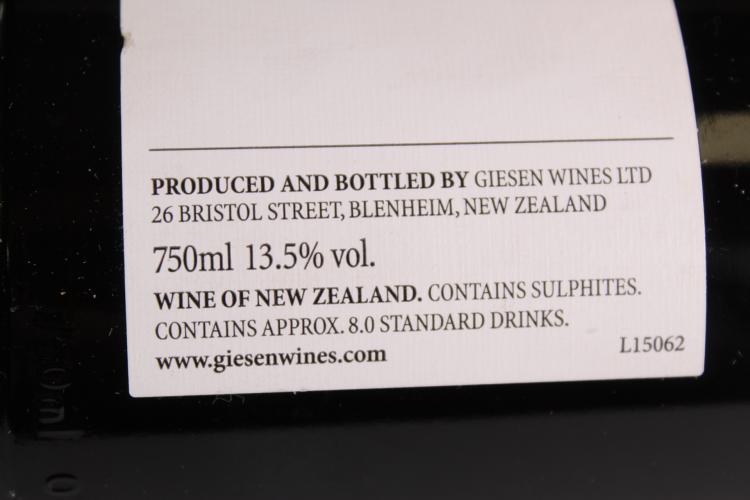 PRODUCED AND BOTTLED BY GIESEN WINES LTD
26 BRISTOL STREET, BLENHEIM, NEW ZEALAND
750ml 13.5% vol.
WINE OF NEW ZEALAND. CONTAINS SULPHITES.
CONTAINS APPROX. 8.0 STANDARD DRINKS.
www.giesenwines.com
L15062